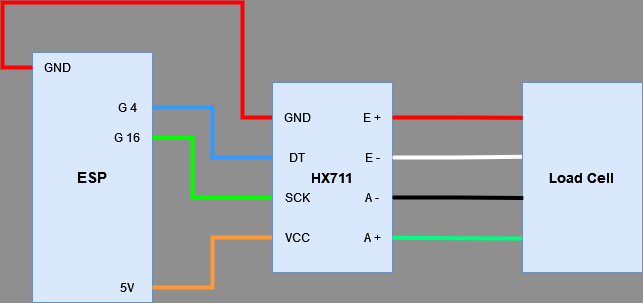 GND
G 4
G 16
ESP
5V
GND
E +
DT
E -
HX711
SCK
A -
VCC
A +
Load Cell